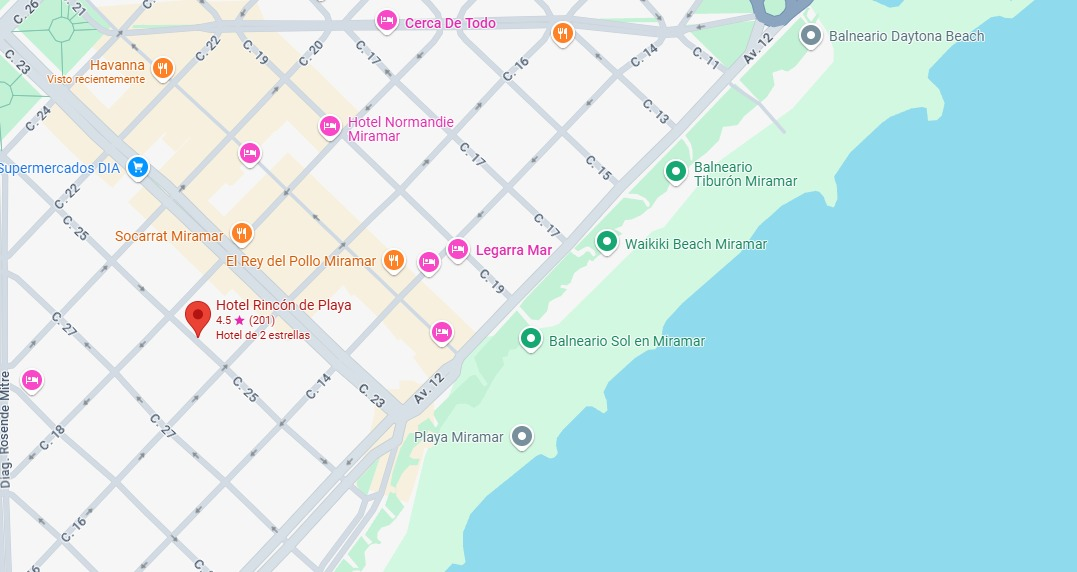 C. 26
C. 21
Cerca De Todo
Av. 12
Balneario Daytona Beach
C. 23
C. 22
C. 20
C. 19
C. 17
C. 14
C. 11
Havanna
Visto recientemente
C. 16
C. 24
C. 13
Hotel Normandie
Miramar
Supermercados DIA
C. 17
C. 15
Balneario
Tiburón Miramar
C. 22
C. 25
Socarrat Miramar
C. 17
Waikiki Beach Miramar
El Rey del Pollo Miramar
Legarra Mar
C. 19
Hotel Rincón de Playa
4.5 ★ (201)
Hotel de 2 estrellas
C. 27
Balneario Sol en Miramar
C. 25
C. 14
C. 23
Av. 12
Diag. Rosende Mitre
C. 18
C. 27
Playa Miramar
C. 16